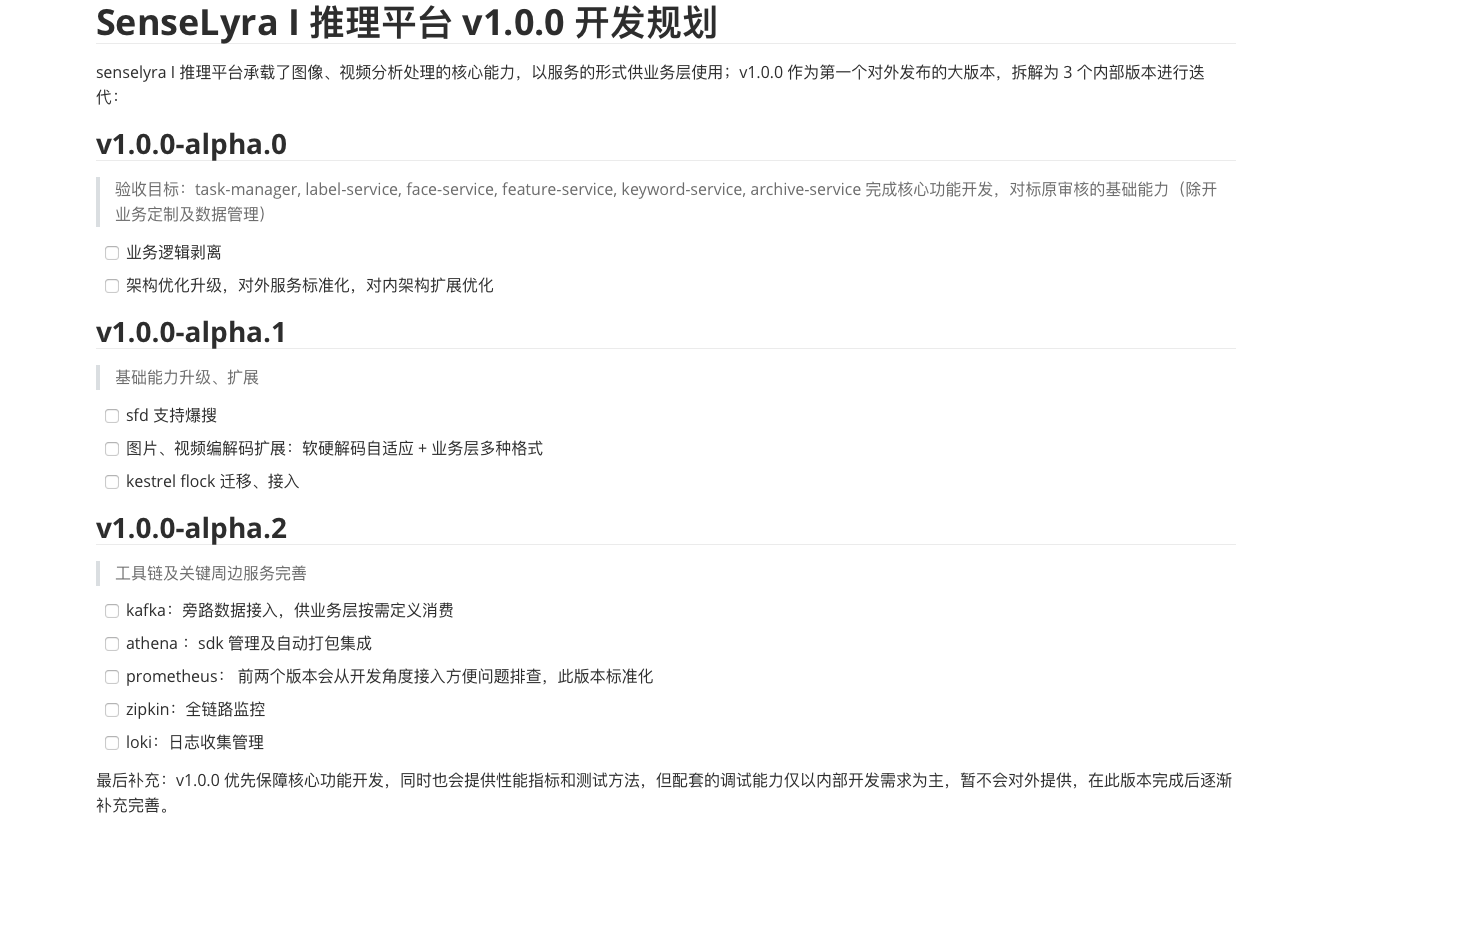 SenseLyra I 推理平台 v1.0.0 开发规划
senselyra I 推理平台承载了图像、视频分析处理的核心能力，以服务的形式供业务层使用；v1.0.0 作为第一个对外发布的大版本，拆解为 3 个内部版本进行迭
代：
v1.0.0-alpha.0
验收目标：task-manager, label-service, face-service, feature-service, keyword-service, archive-service 完成核心功能开发，对标原审核的基础能力（除开
业务定制及数据管理）
业务逻辑剥离
架构优化升级，对外服务标准化，对内架构扩展优化
v1.0.0-alpha.1
基础能力升级、扩展
sfd 支持爆搜
图片、视频编解码扩展：软硬解码自适应 + 业务层多种格式
kestrel flock 迁移、接入
v1.0.0-alpha.2
工具链及关键周边服务完善
kafka：旁路数据接入，供业务层按需定义消费
athena ：sdk 管理及自动打包集成
prometheus： 前两个版本会从开发角度接入方便问题排查，此版本标准化
zipkin：全链路监控
loki：日志收集管理
最后补充：v1.0.0 优先保障核心功能开发，同时也会提供性能指标和测试方法，但配套的调试能力仅以内部开发需求为主，暂不会对外提供，在此版本完成后逐渐
补充完善。